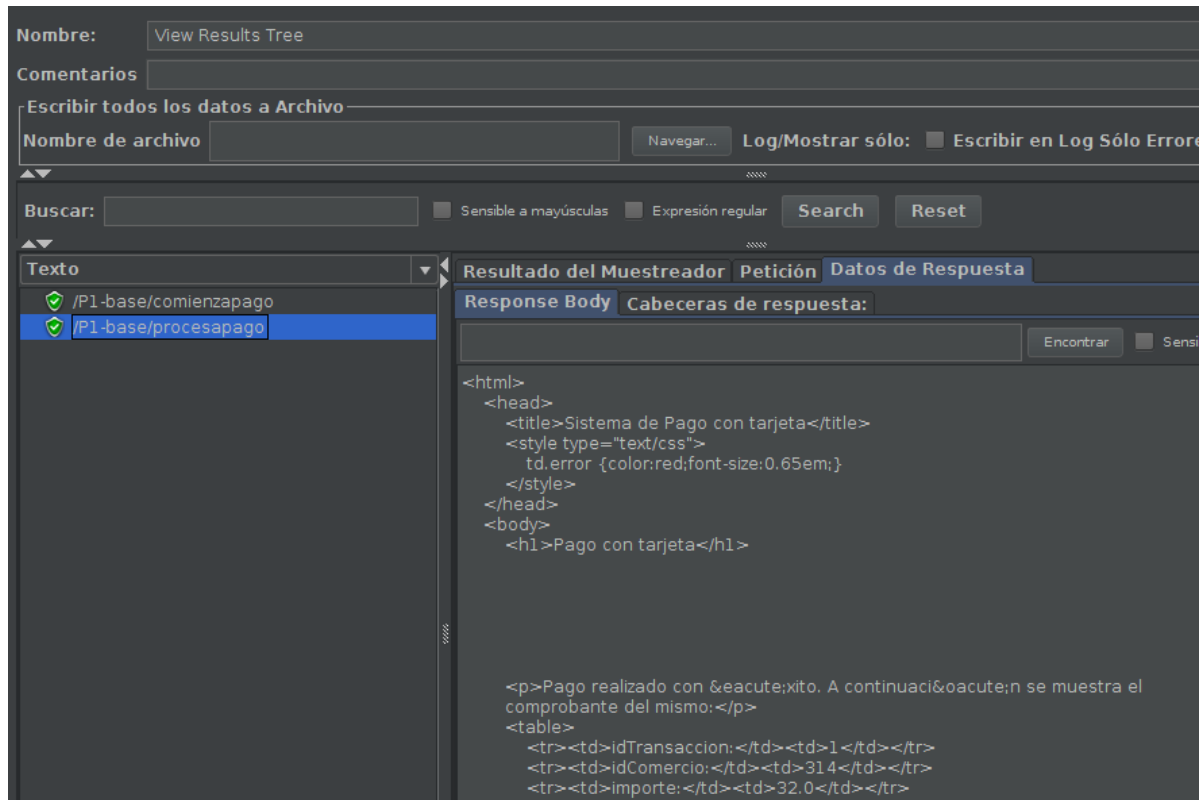 Nombre: View Results Tree
Comentarios
Escribir todos los datos a Archivo
Nombre de archivo Navegar... Log/Mostrar sólo: Escribir en Log Sólo Errore
Buscar: Sensible a mayúsculas Expresión regular Search Reset
Texto
/P1-base/comienzapago
/P1-base/procesapago
Resultado del Muestreador Petición Datos de Respuesta
Response Body Cabeceras de respuesta:
Encontrar Sensi
<html>
<head>
<title>Sistema de Pago con tarjeta</title>
<style type="text/css">
td.error {color:red;font-size:0.65em;}
</style>
</head>
<body>
<h1>Pago con tarjeta</h1>
<p>Pago realizado con &eacute;xito. A continuaci&oacute;n se muestra el
comprobante del mismo:</p>
<table>
<tr><td>idTransaccion:</td><td>1</td></tr>
<tr><td>idComercio:</td><td>314</td></tr>
<tr><td>importe:</td><td>32.0</td></tr>